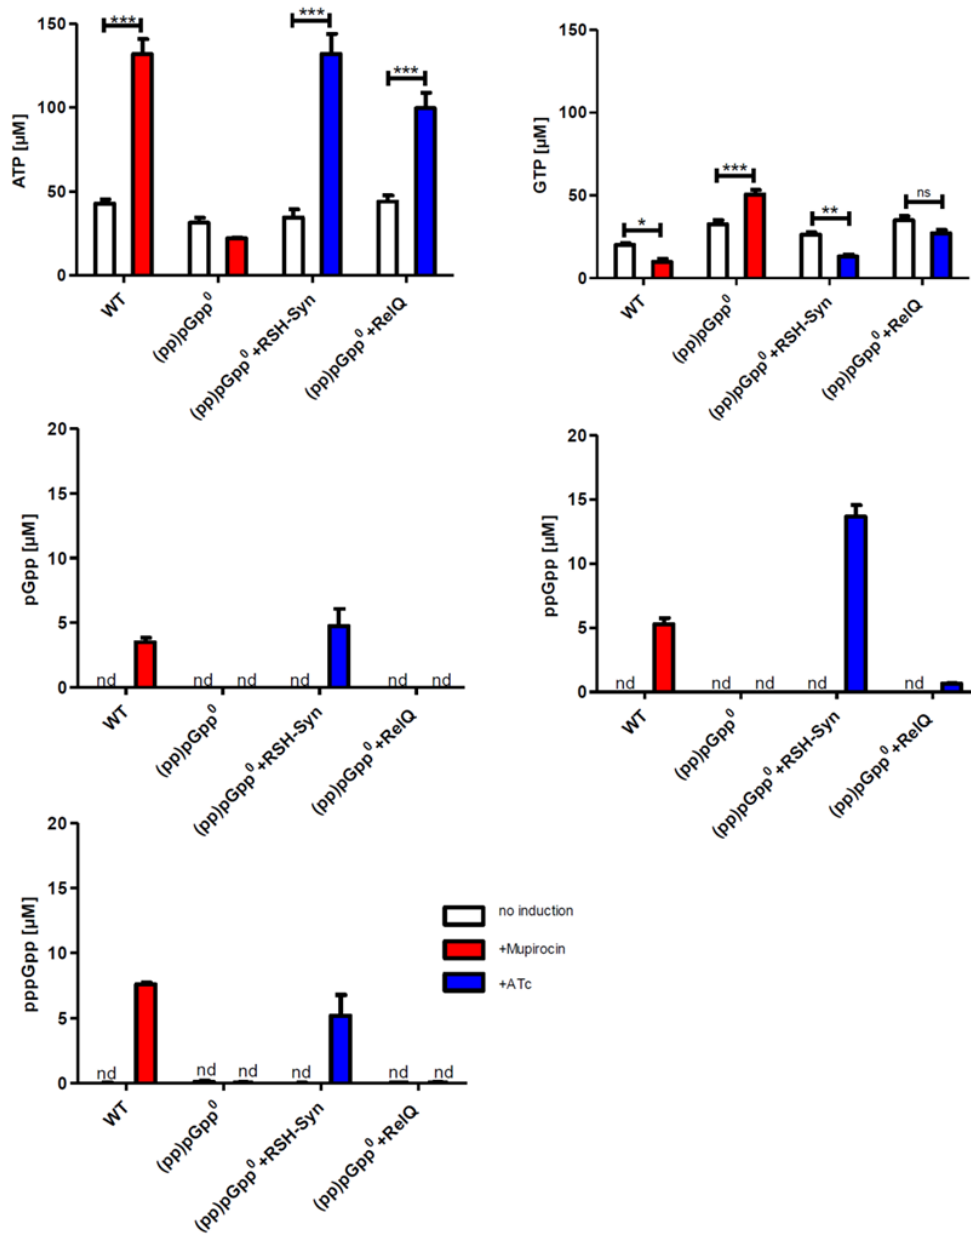 ATP [µM]
150
100
50
0
***
***
***
WT
(pp)pGpp⁰
(pp)pGpp⁰+RSH-Syn
(pp)pGpp⁰+RelQ
GTP [µM]
150
100
50
0
*
***
**
ns
WT
(pp)pGpp⁰
(pp)pGpp⁰+RSH-Syn
(pp)pGpp⁰+RelQ
pGpp [µM]
20
15
10
5
0
nd nd nd nd nd nd
WT
(pp)pGpp⁰
(pp)pGpp⁰+RSH-Syn
(pp)pGpp⁰+RelQ
ppGpp [µM]
20
15
10
5
0
nd nd nd nd nd
WT
(pp)pGpp⁰
(pp)pGpp⁰+RSH-Syn
(pp)pGpp⁰+RelQ
pppGpp [µM]
20
15
10
5
0
nd nd nd nd nd nd
WT
(pp)pGpp⁰
(pp)pGpp⁰+RSH-Syn
(pp)pGpp⁰+RelQ
no induction
+Mupirocin
+ATc